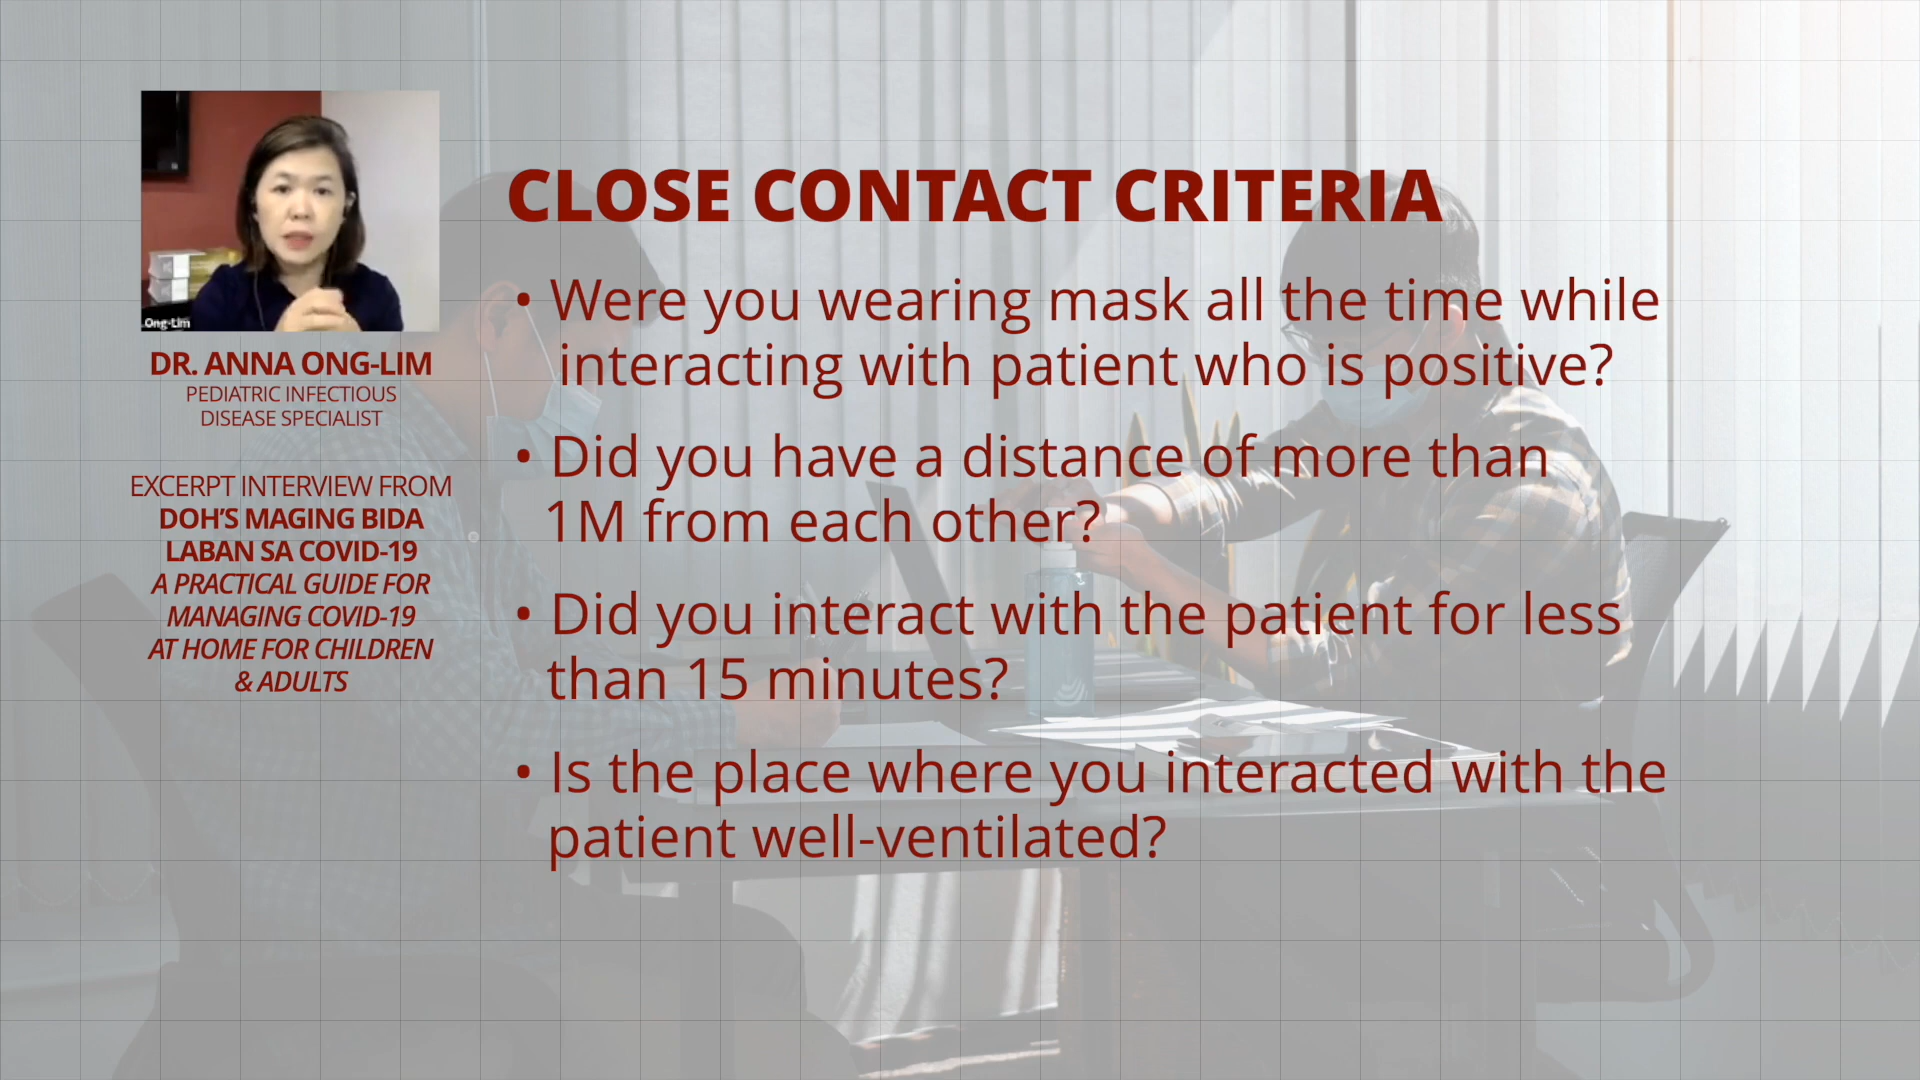 Ong-Lim
DR. ANNA ONG-LIM
PEDIATRIC INFECTIOUS
DISEASE SPECIALIST
EXCERPT INTERVIEW FROM
DOH'S MAGING BIDA
LABAN SA COVID-19
A PRACTICAL GUIDE FOR
MANAGING COVID-19
AT HOME FOR CHILDREN
& ADULTS
CLOSE CONTACT CRITERIA
• Were you wearing mask all the time while
interacting with patient who is positive?
• Did you have a distance of more than
1M from each other?
• Did you interact with the patient for less
than 15 minutes?
• Is the place where you interacted with the
patient well-ventilated?